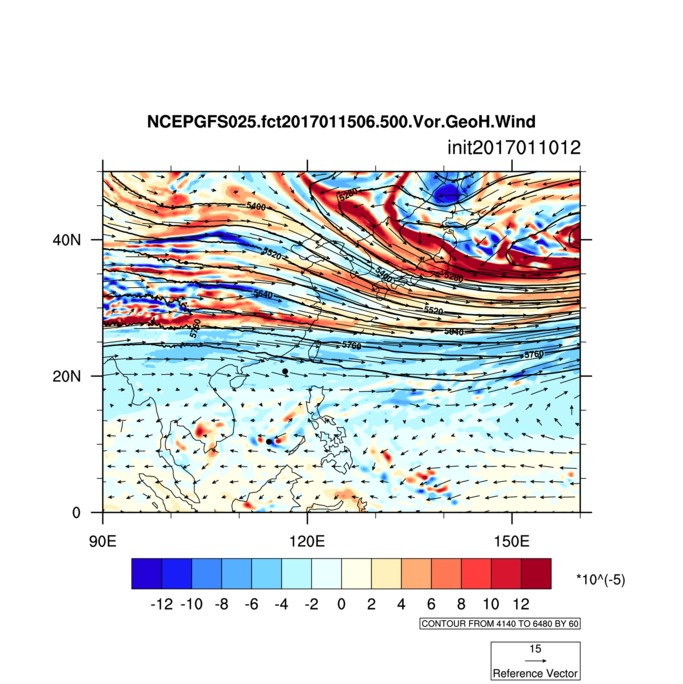 NCEPGFS025.fct2017011506.500.Vor.GeoH.Wind
init2017011012
5400
5280
40N
5520
5460
5280
5640
5520
5640
5760
5760
5760
20N
0
90E 120E 150E
-12 -10 -8 -6 -4 -2 0 2 4 6 8 10 12
*10^(-5)
CONTOUR FROM 4140 TO 6480 BY 60
15
Reference Vector